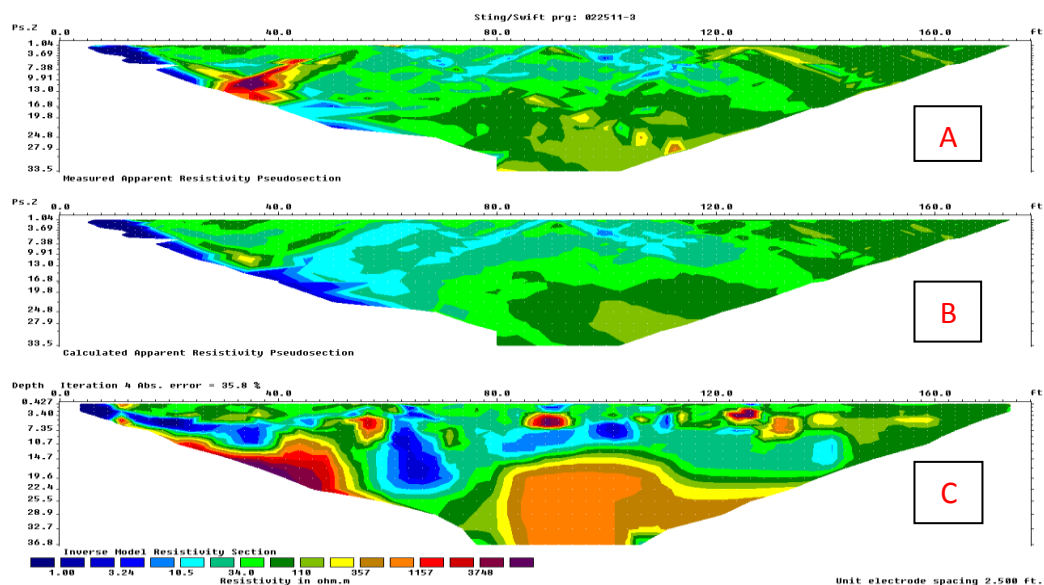 Sting/Swift prg: 022511-3
Ps.Z 0.0 40.0 80.0 120.0 160.0 ft
1.04
3.69
7.38
9.91
13.0
16.8
19.8
24.8
27.9
33.5
A
Measured Apparent Resistivity Pseudosection
Ps.Z 0.0 40.0 80.0 120.0 160.0 ft
1.04
3.69
7.38
9.91
13.0
16.8
19.8
24.8
27.9
33.5
B
Calculated Apparent Resistivity Pseudosection
Depth Iteration 4 Abs. error = 35.8 %
0.0 40.0 80.0 120.0 160.0 ft
0.427
3.40
7.35
10.7
14.7
19.6
22.4
25.5
28.9
32.7
36.8
C
Inverse Model Resistivity Section
1.00 3.24 10.5 34.0 110 357 1157 3748
Resistivity in ohm.m
Unit electrode spacing 2.500 ft.